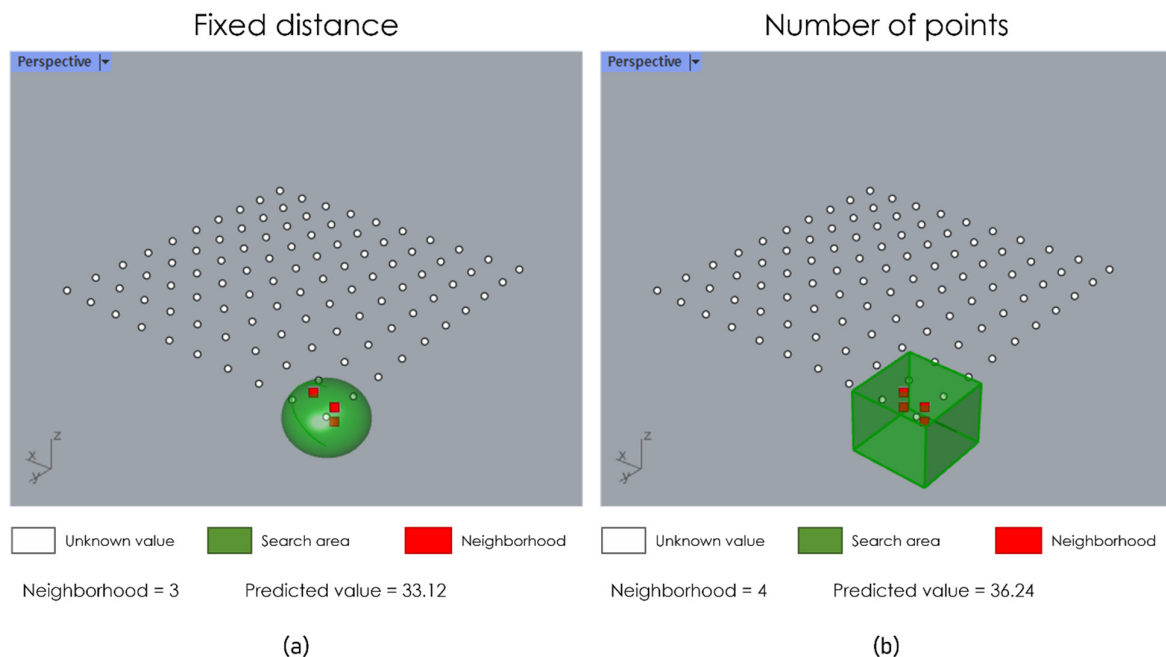 Fixed distance
Number of points
Perspective
Perspective
z
x
y
z
x
y
Unknown value
Search area
Neighborhood
Unknown value
Search area
Neighborhood
Neighborhood = 3
Predicted value = 33.12
Neighborhood = 4
Predicted value = 36.24
(a)
(b)